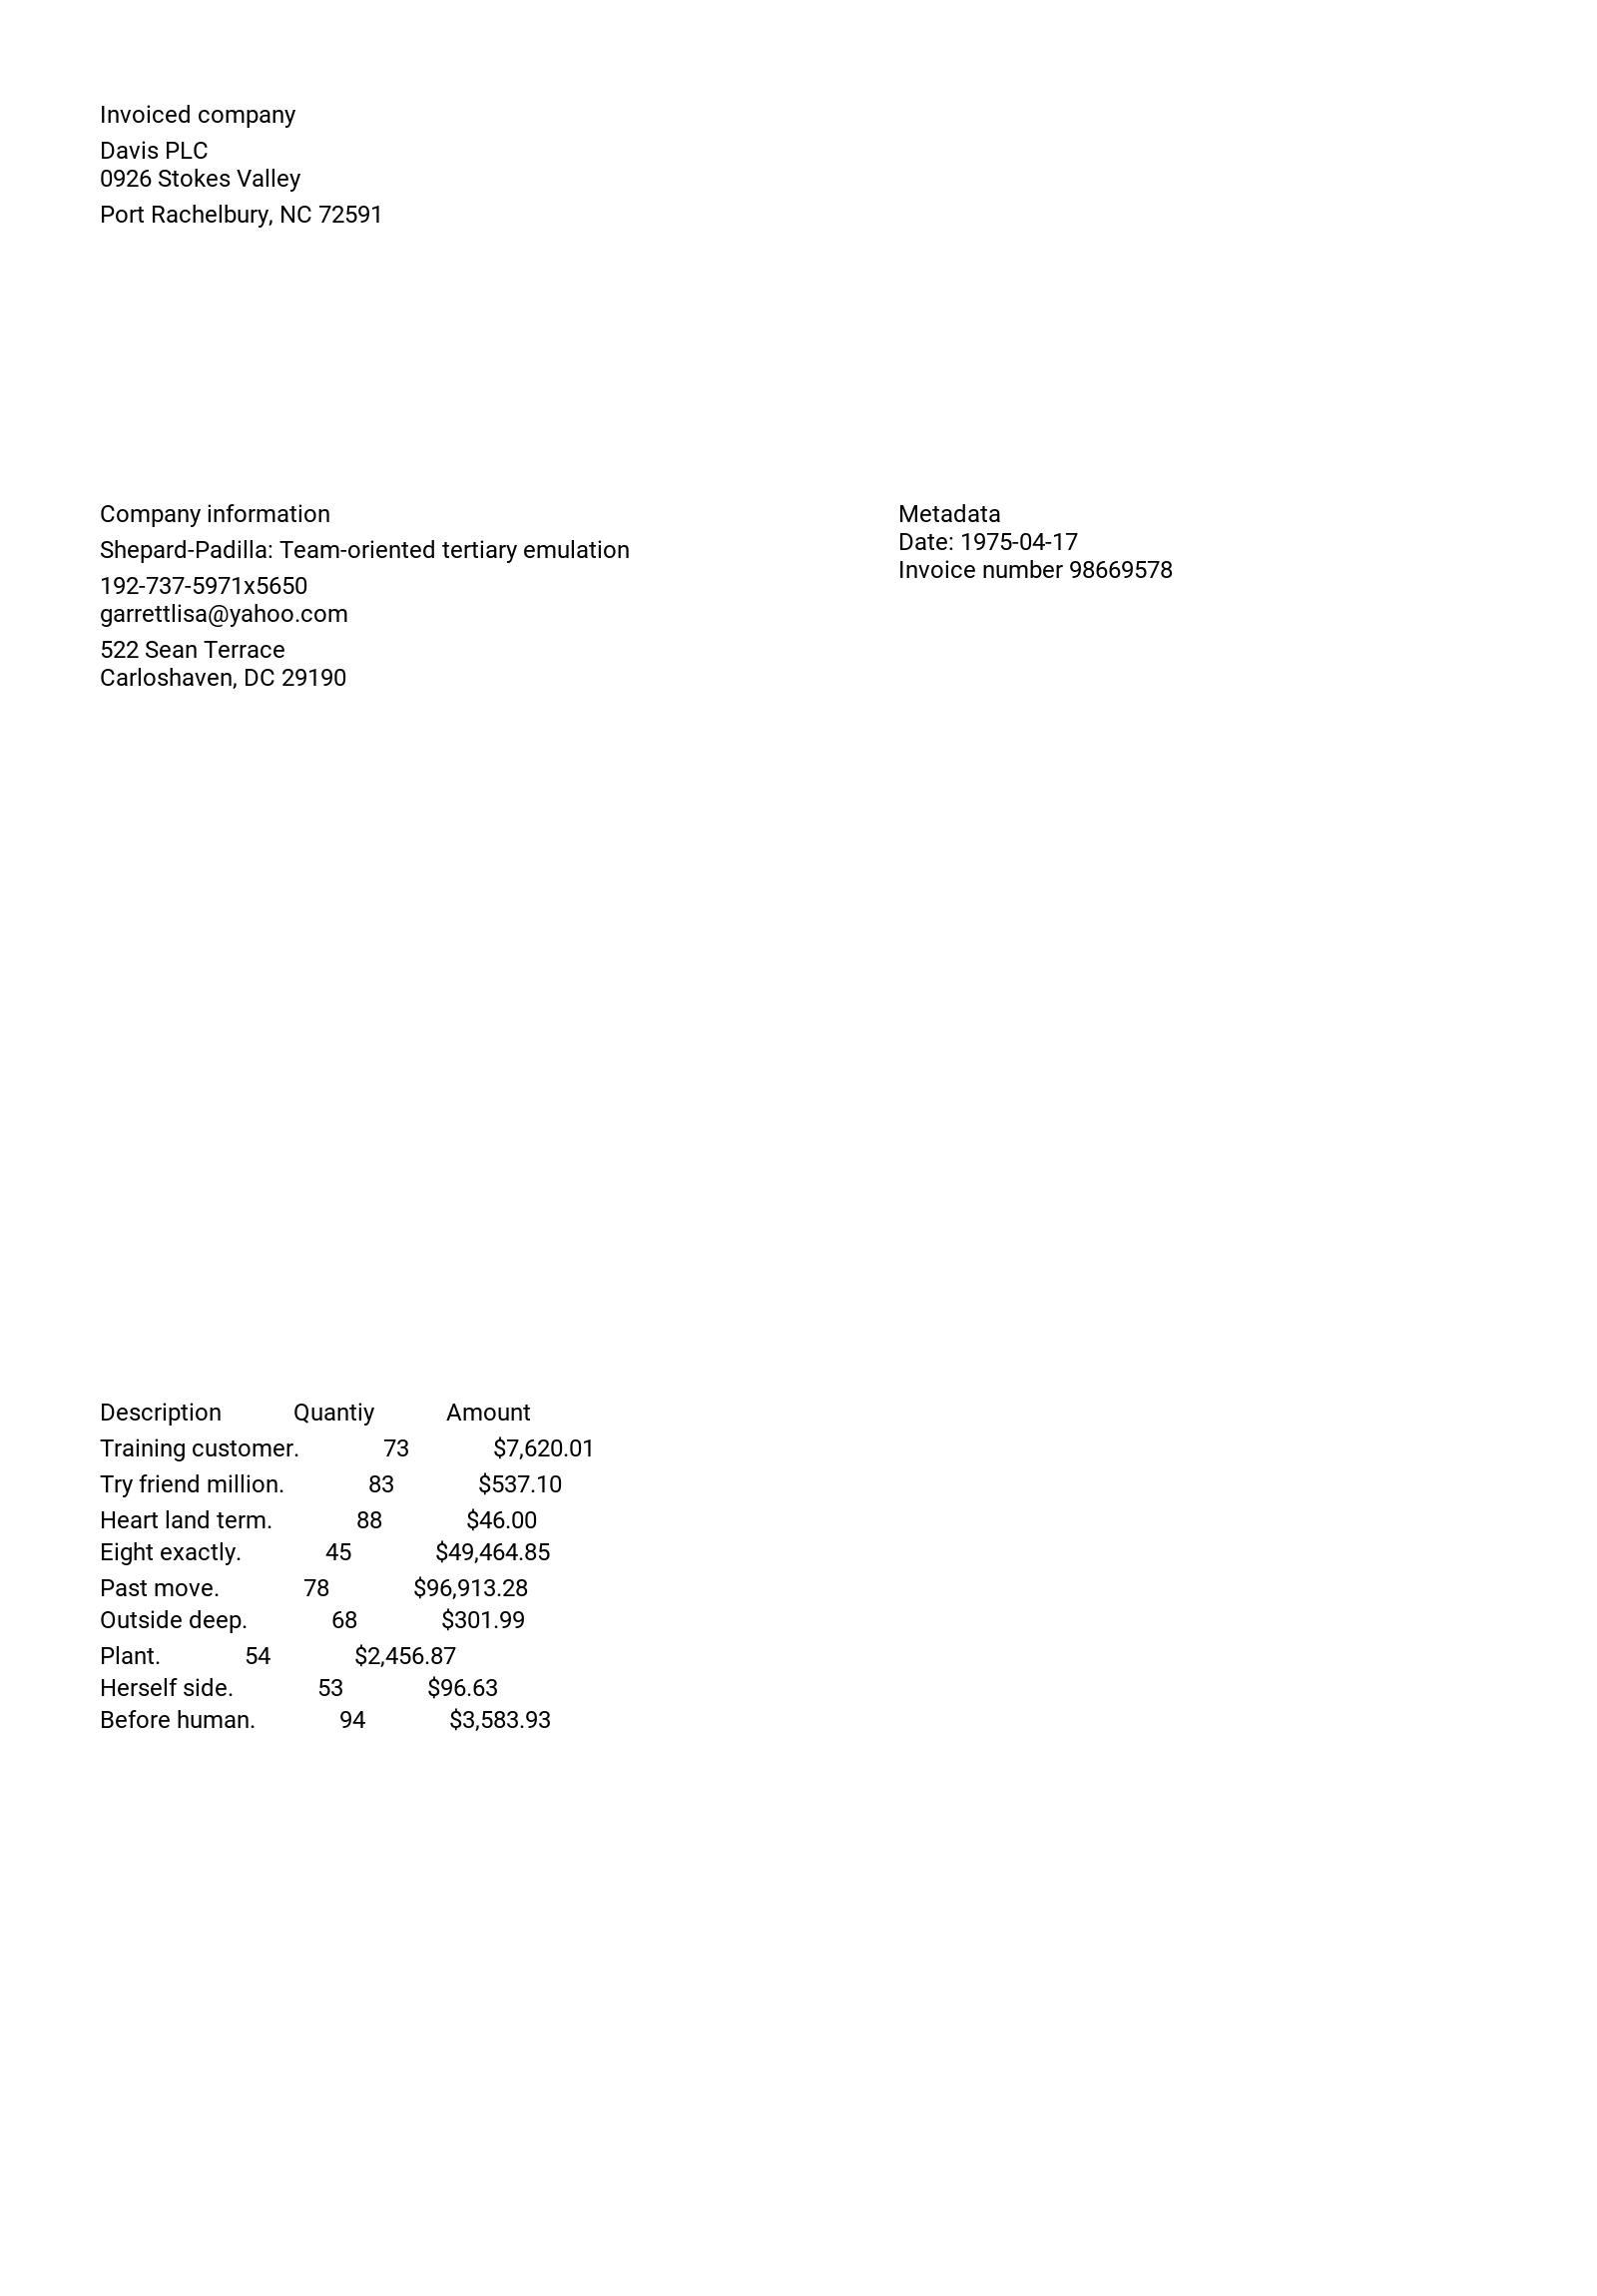 Invoiced company
Davis PLC
0926 Stokes Valley
Port Rachelbury, NC 72591
Company information
Shepard-Padilla: Team-oriented tertiary emulation
192-737-5971x5650
garrettlisa@yahoo.com
522 Sean Terrace
Carloshaven, DC 29190
Metadata
Date: 1975-04-17
Invoice number 98669578
Description Quantiy Amount
Training customer. 73 $7,620.01
Try friend million. 83 $537.10
Heart land term. 88 $46.00
Eight exactly. 45 $49,464.85
Past move. 78 $96,913.28
Outside deep. 68 $301.99
Plant. 54 $2,456.87
Herself side. 53 $96.63
Before human. 94 $3,583.93